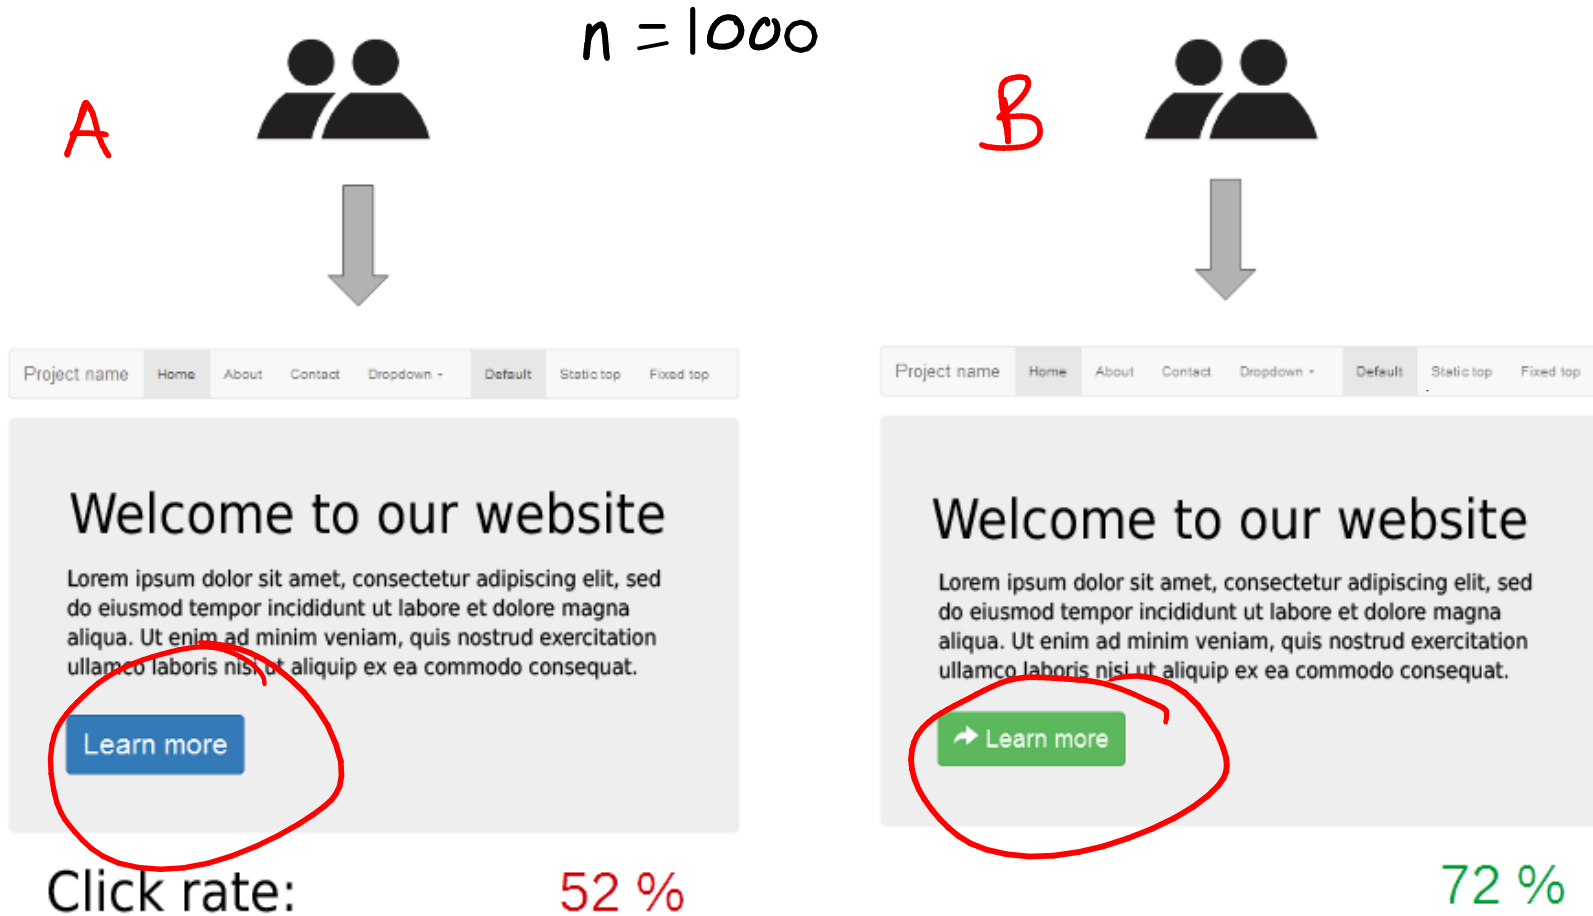 n = 1000
A
B
Project name Home About Contact Dropdown Default Static top Fixed top
Welcome to our website
Lorem ipsum dolor sit amet, consectetur adipiscing elit, sed
do eiusmod tempor incididunt ut labore et dolore magna
aliqua. Ut enim ad minim veniam, quis nostrud exercitation
ullamco laboris nisi ut aliquip ex ea commodo consequat.
Learn more
Click rate: 52 %
Project name Home About Contact Dropdown Default Static top Fixed top
Welcome to our website
Lorem ipsum dolor sit amet, consectetur adipiscing elit, sed
do eiusmod tempor incididunt ut labore et dolore magna
aliqua. Ut enim ad minim veniam, quis nostrud exercitation
ullamco laboris nisi ut aliquip ex ea commodo consequat.
Learn more
72 %